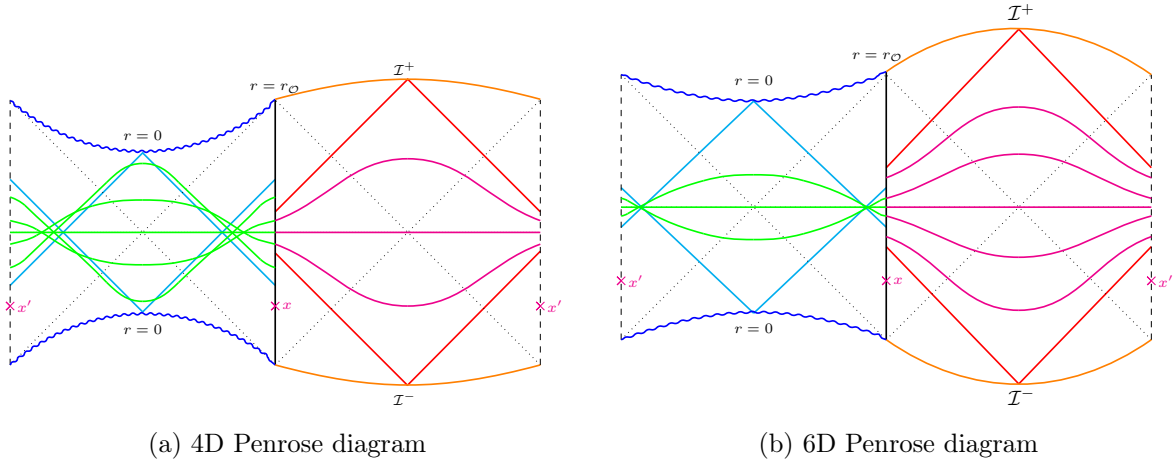 r = 0
r = r_𝒪
ℐ⁺
× x′
× x
× x′
r = 0
ℐ⁻
(a) 4D Penrose diagram
r = 0
r = r_𝒪
ℐ⁺
× x′
× x
× x′
r = 0
ℐ⁻
(b) 6D Penrose diagram